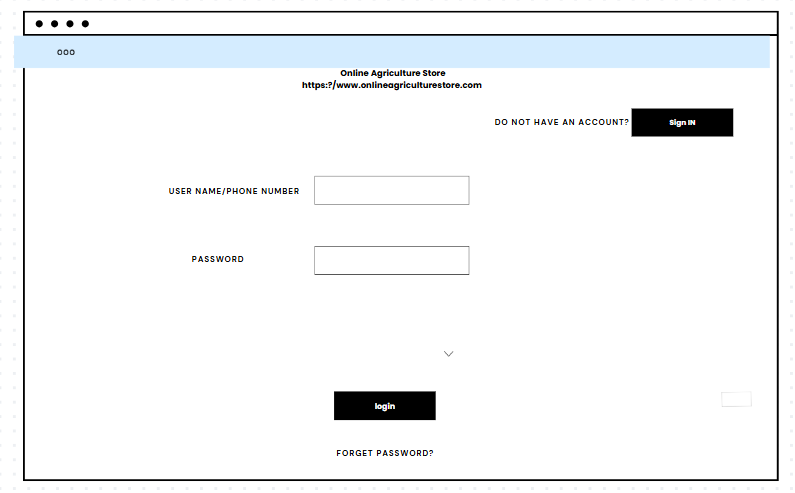 ooo
Online Agriculture Store
https:?/www.onlineagriculturestore.com
DO NOT HAVE AN ACCOUNT? Sign IN
USER NAME/PHONE NUMBER
PASSWORD
login
FORGET PASSWORD?